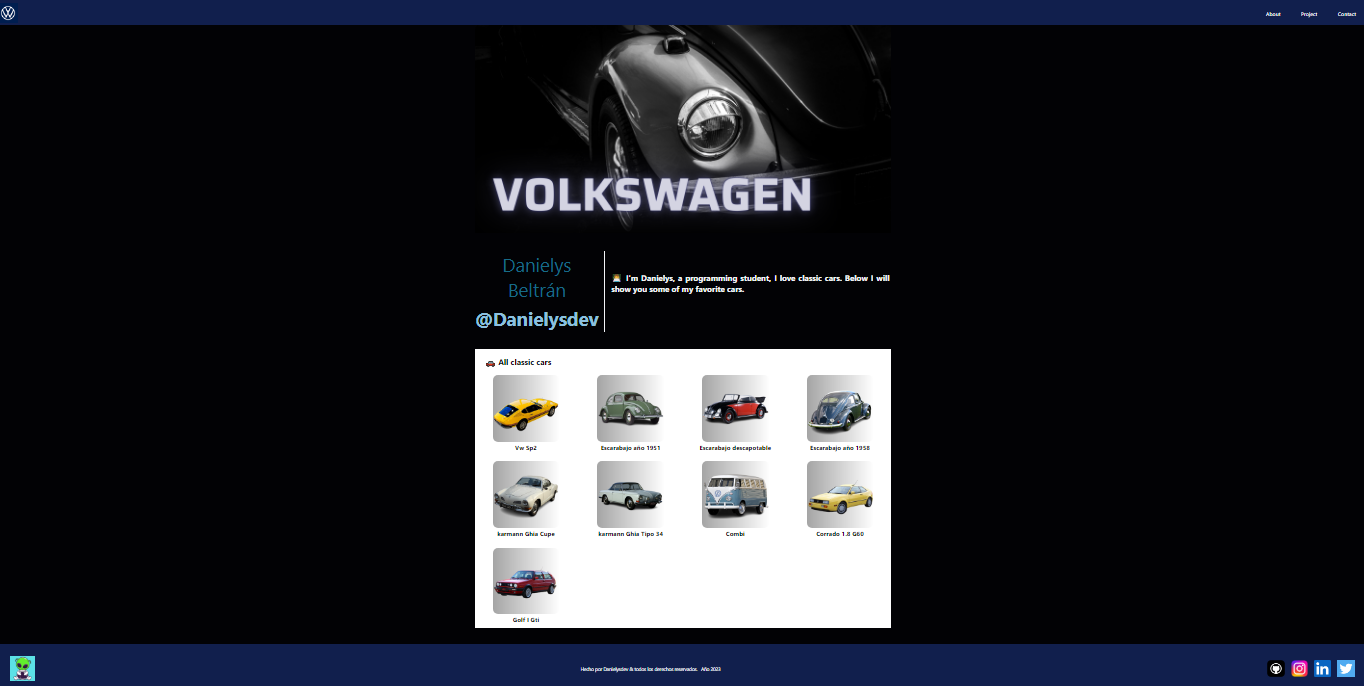 About Project Contact
VOLKSWAGEN
Danielys
Beltrán
@Danielysdev
I'm Danielys, a programming student, I love classic cars. Below I will
show you some of my favorite cars.
All classic cars
Vw Sp2 Escarabajo año 1951 Escarabajo descapotable Escarabajo año 1958
karmann Ghia Cupe karmann Ghia Tipo 34 Combi Corrado 1.8 G60
Golf I Gti
Hecho por Danielysdev & todos los derechos reservados. Año 2023